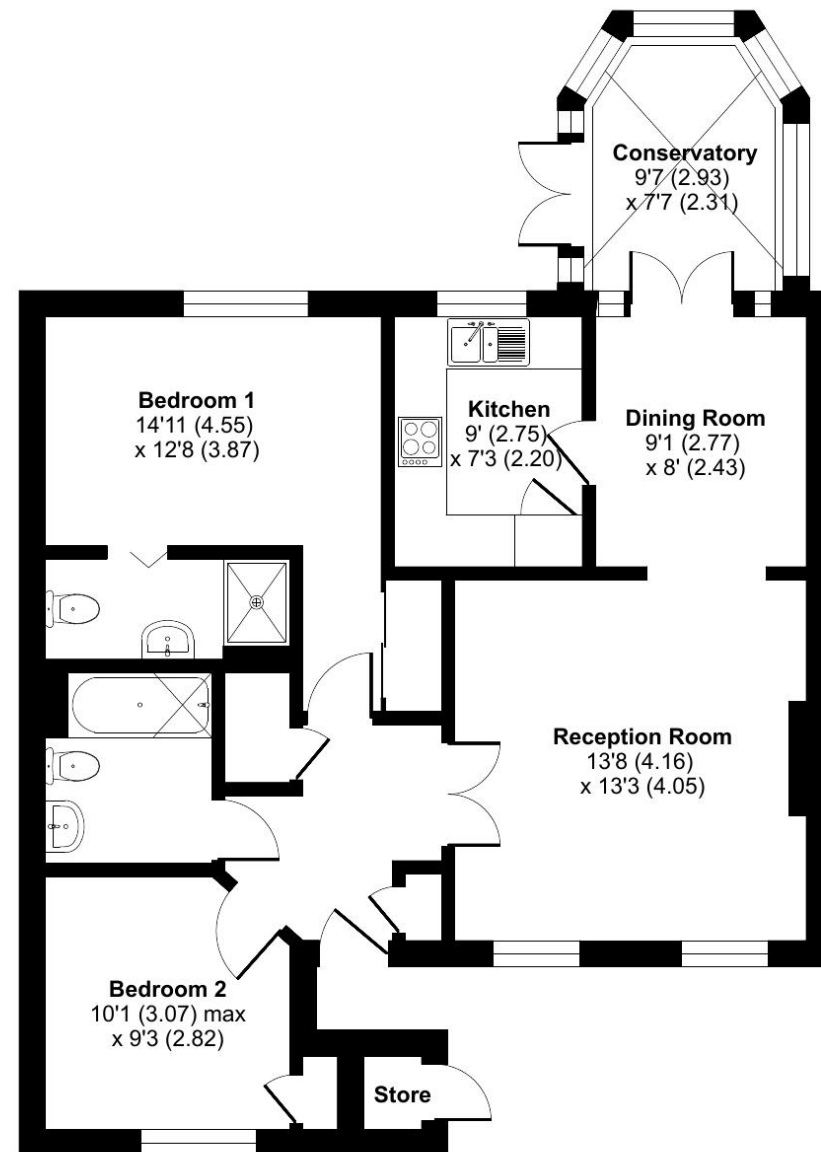 Conservatory
9'7 (2.93)
x 7'7 (2.31)
Bedroom 1
14'11 (4.55)
x 12'8 (3.87)
Kitchen
9' (2.75)
x 7'3 (2.20)
Dining Room
9'1 (2.77)
x 8' (2.43)
Reception Room
13'8 (4.16)
x 13'3 (4.05)
Bedroom 2
10'1 (3.07) max
x 9'3 (2.82)
Store